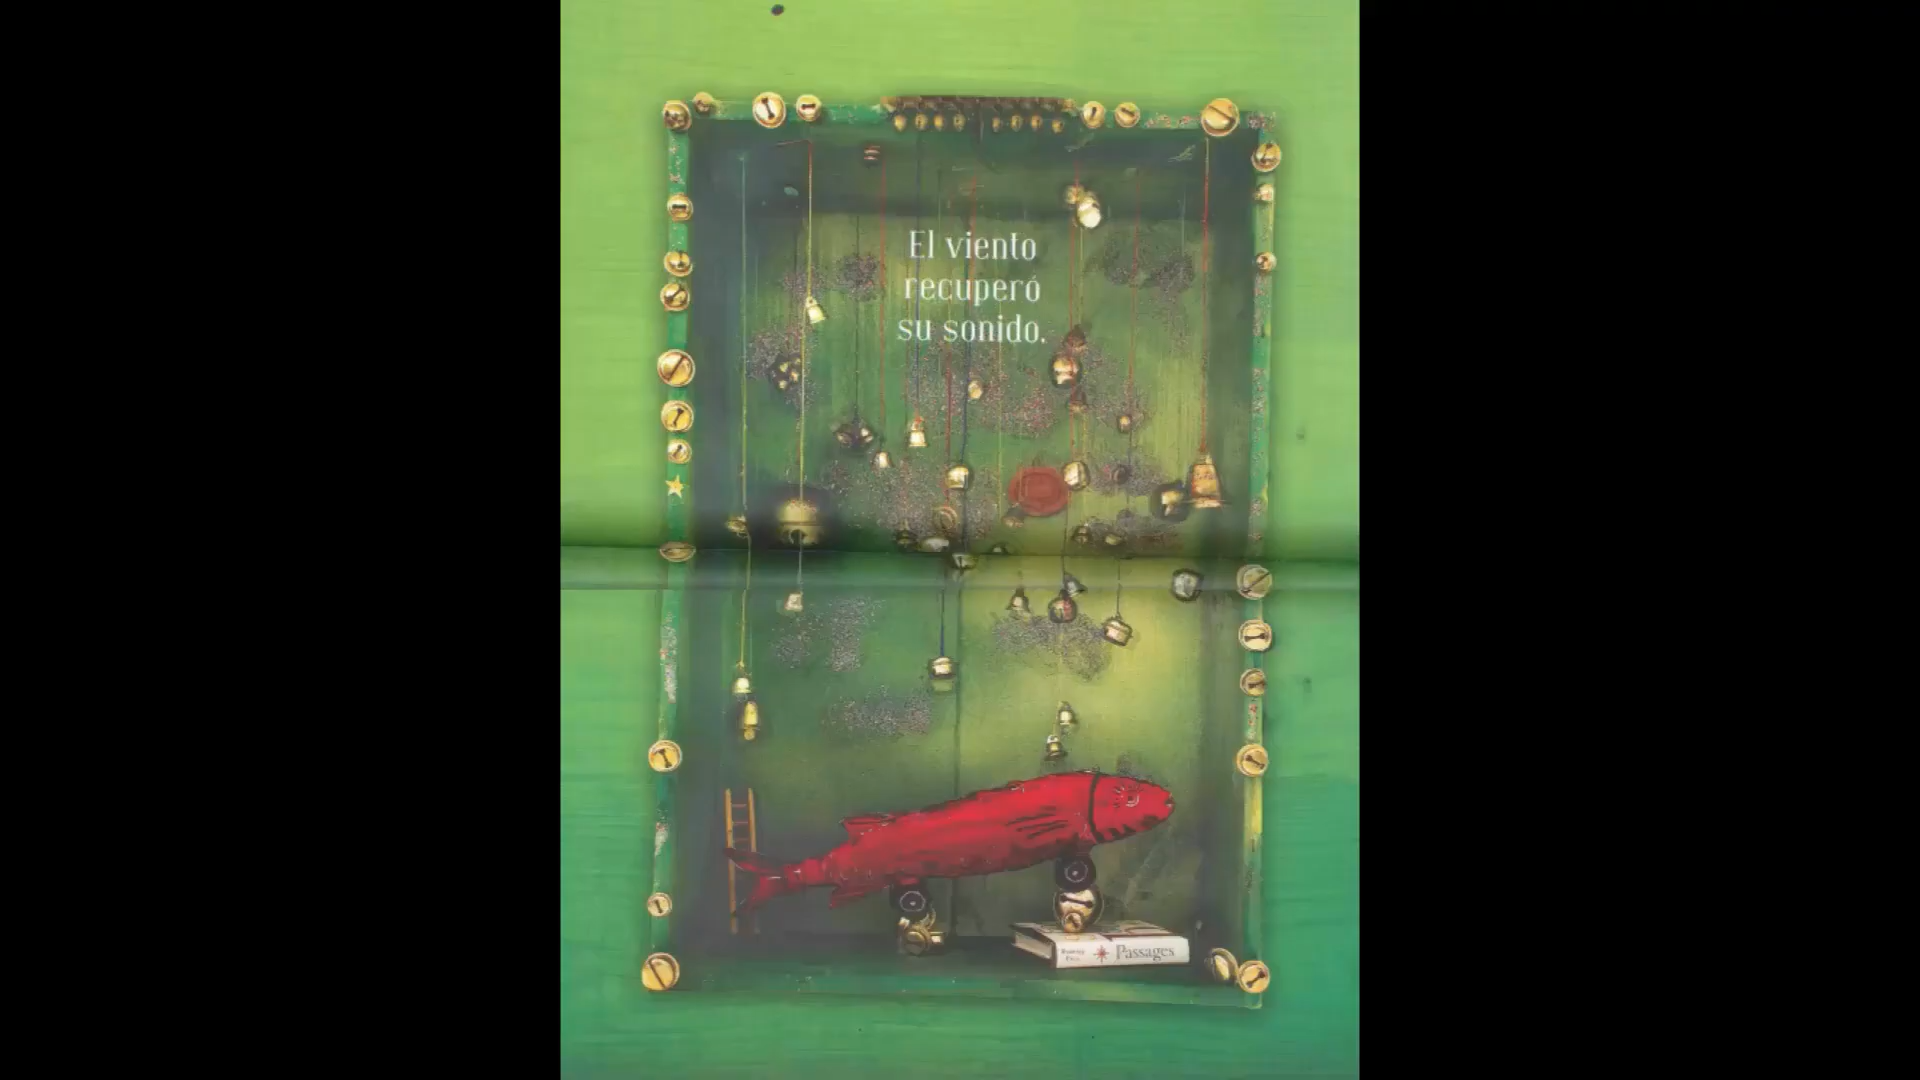 El viento
recuperó
su sonido.
Passages